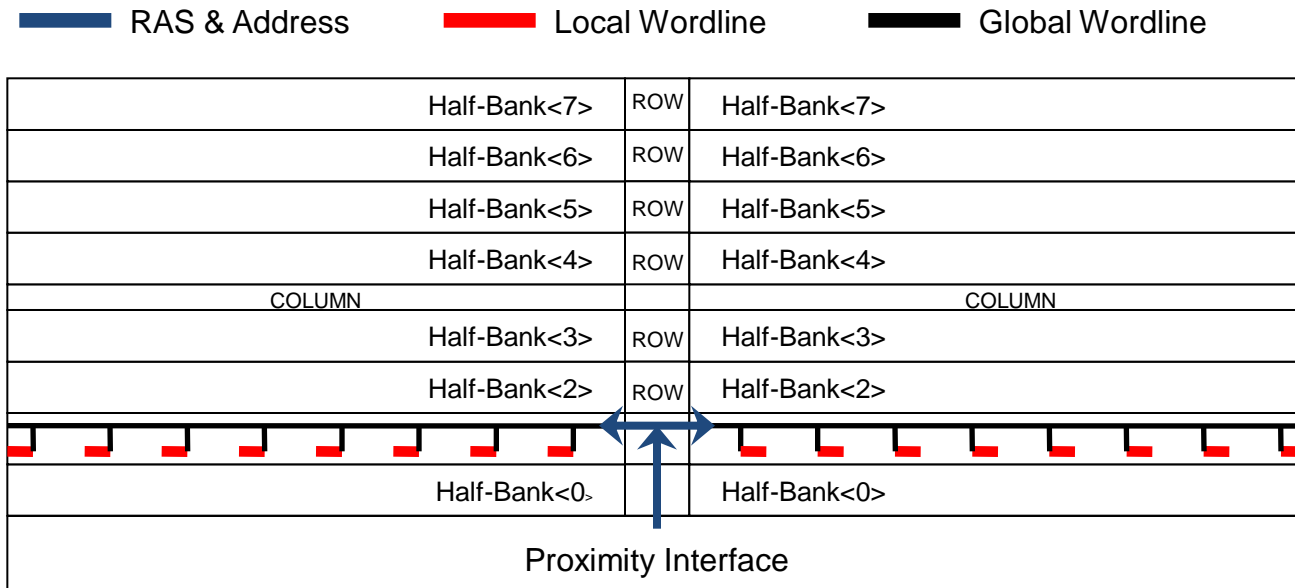 RAS & Address Local Wordline Global Wordline
Half-Bank<7> ROW Half-Bank<7>
Half-Bank<6> ROW Half-Bank<6>
Half-Bank<5> ROW Half-Bank<5>
Half-Bank<4> ROW Half-Bank<4>
COLUMN COLUMN
Half-Bank<3> ROW Half-Bank<3>
Half-Bank<2> ROW Half-Bank<2>
Half-Bank<0> Half-Bank<0>
Proximity Interface